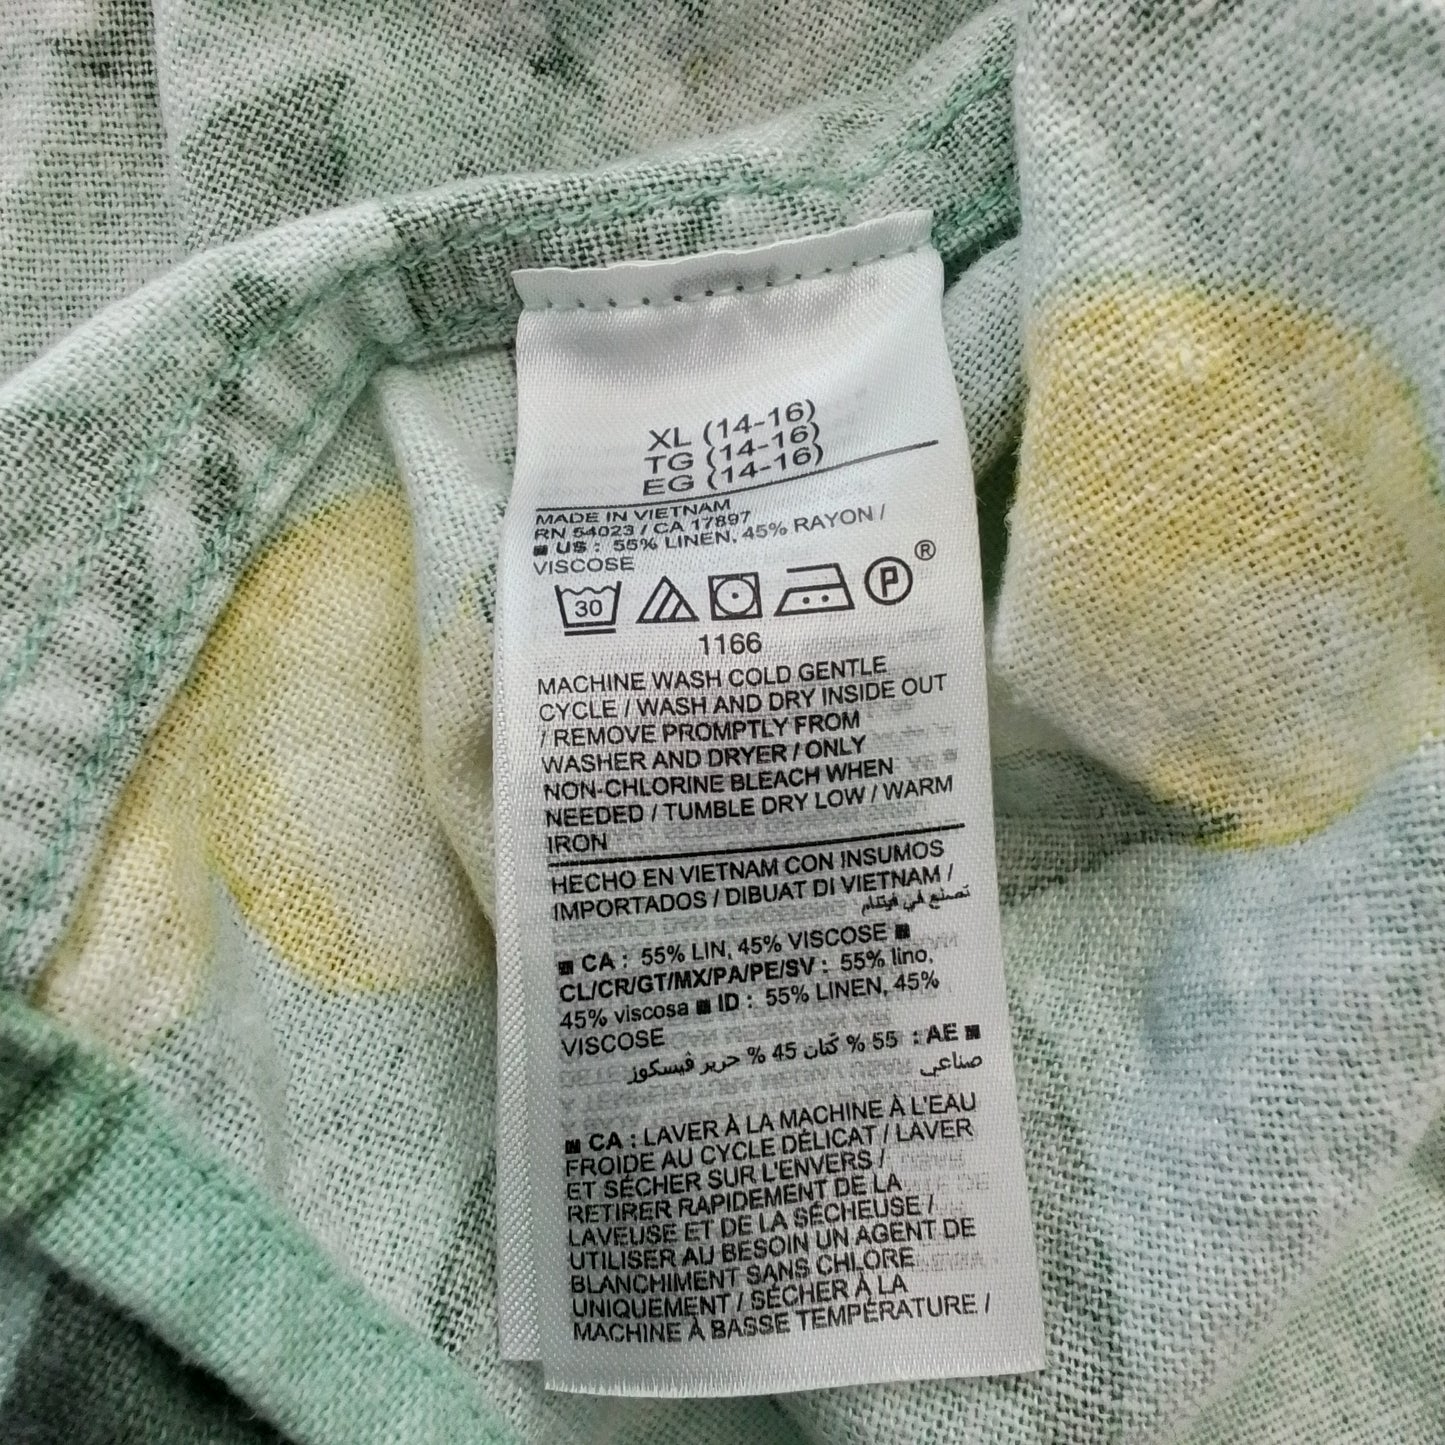 XL (14-16)
TG (14-16)
EG (14-16)
MADE IN VIETNAM
RN 54023 / CA 17897
■ US : 55% LINEN, 45% RAYON /
VISCOSE
30 P ®
1166
MACHINE WASH COLD GENTLE
CYCLE / WASH AND DRY INSIDE OUT
/ REMOVE PROMPTLY FROM
WASHER AND DRYER / ONLY
NON-CHLORINE BLEACH WHEN
NEEDED / TUMBLE DRY LOW / WARM
IRON
HECHO EN VIETNAM CON INSUMOS
IMPORTADOS / DIBUAT DI VIETNAM /
تصنع في فيتنام
■ CA : 55% LIN, 45% VISCOSE ■
CL/CR/GT/MX/PA/PE/SV : 55% lino,
45% viscosa ■ ID : 55% LINEN, 45%
VISCOSE
■ AE : 55 % كتان 45 % حرير فيسكوز
صناعي
■ CA : LAVER À LA MACHINE À L'EAU
FROIDE AU CYCLE DÉLICAT / LAVER
ET SÉCHER SUR L'ENVERS /
RETIRER RAPIDEMENT DE LA
LAVEUSE ET DE LA SÉCHEUSE /
UTILISER AU BESOIN UN AGENT DE
BLANCHIMENT SANS CHLORE
UNIQUEMENT / SÉCHER À LA
MACHINE À BASSE TEMPÉRATURE /